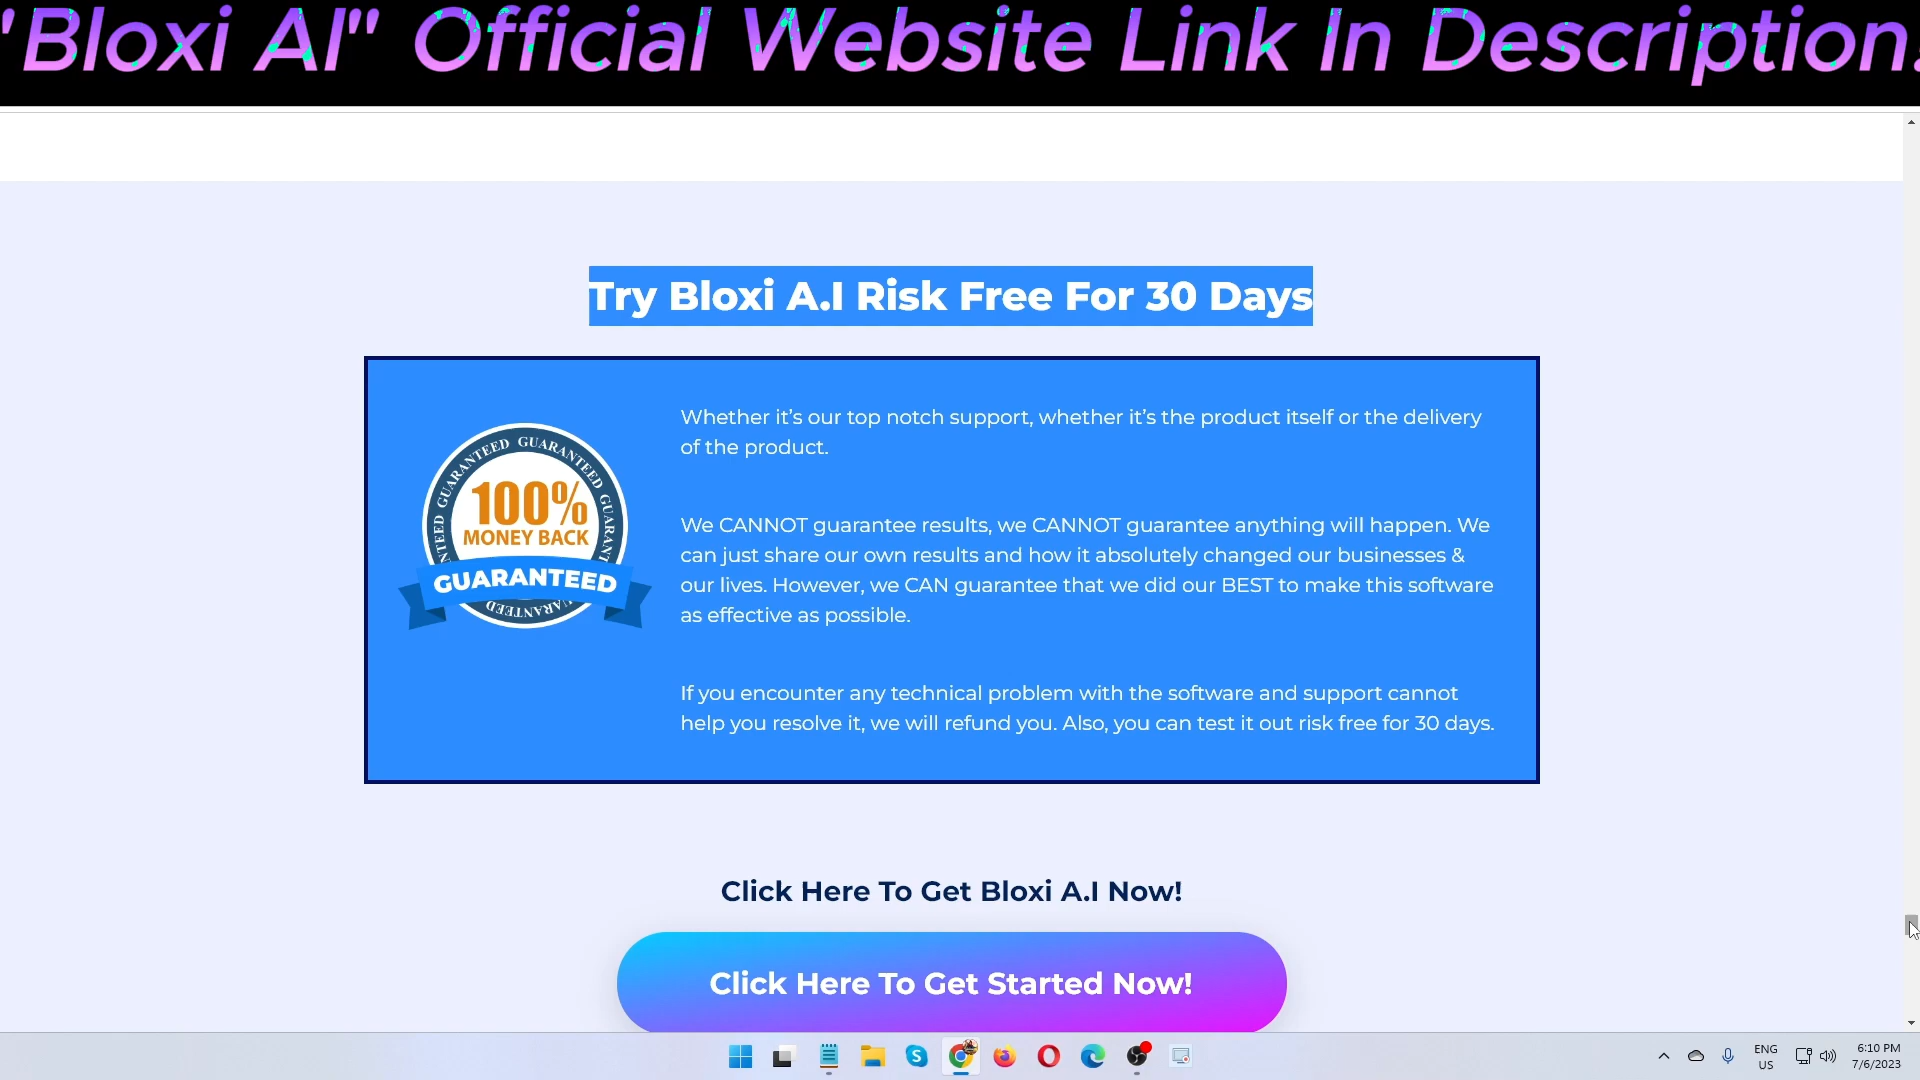 "Bloxi AI" Official Website Link In Description!
Try Bloxi A.I Risk Free For 30 Days
Whether it’s our top notch support, whether it’s the product itself or the delivery
of the product.
GUARANTEED GUARANTEED GUARANTEED
100%
MONEY BACK
GUARANTEED
GUARANTEED
We CANNOT guarantee results, we CANNOT guarantee anything will happen. We
can just share our own results and how it absolutely changed our businesses &
our lives. However, we CAN guarantee that we did our BEST to make this software
as effective as possible.
If you encounter any technical problem with the software and support cannot
help you resolve it, we will refund you. Also, you can test it out risk free for 30 days.
Click Here To Get Bloxi A.I Now!
Click Here To Get Started Now!
ENG
US
6:10 PM
7/6/2023